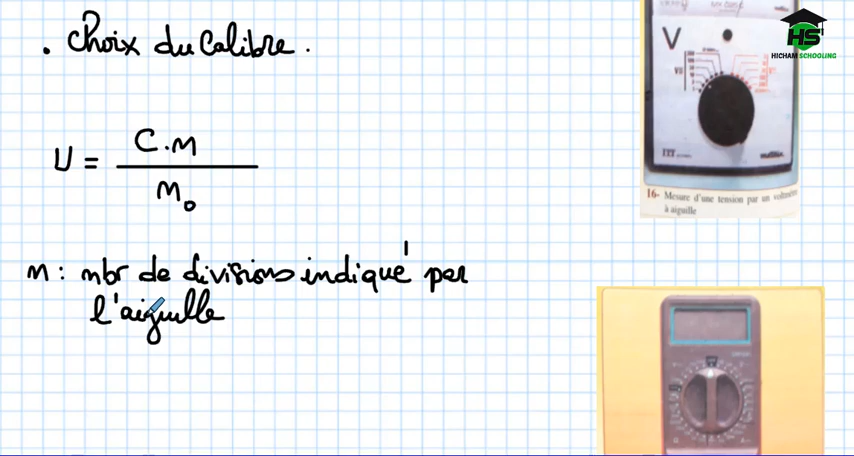 . Choix du Calibre .
HS
HICHAM SCHOOLING
V
U = C.M / M₀
16- Mesure d'une tension par un voltmètre
à aiguille
n : nbr de divisions indiqué par
l'aiguille